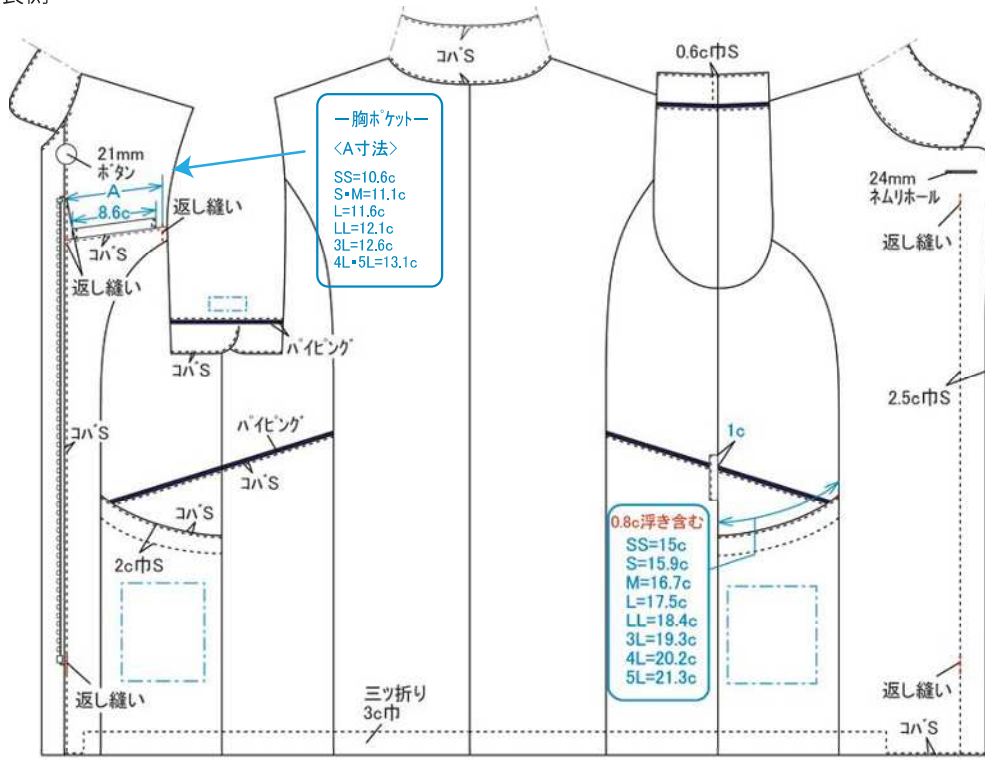 コバS
0.6c巾S
21mm
ボタン
A
8.6c
返し縫い
コバS
返し縫い
ー胸ポケットー
<A寸法>
SS=10.6c
S・M=11.1c
L=11.6c
LL=12.1c
3L=12.6c
4L・5L=13.1c
24mm
ネムリホール
返し縫い
パイピング
コバS
2.5c巾S
コバS
パイピング
コバS
1c
コバS
2c巾S
0.8c浮き含む
SS=15c
S=15.9c
M=16.7c
L=17.5c
LL=18.4c
3L=19.3c
4L=20.2c
5L=21.3c
返し縫い
三ツ折り
3c巾
返し縫い
コバS